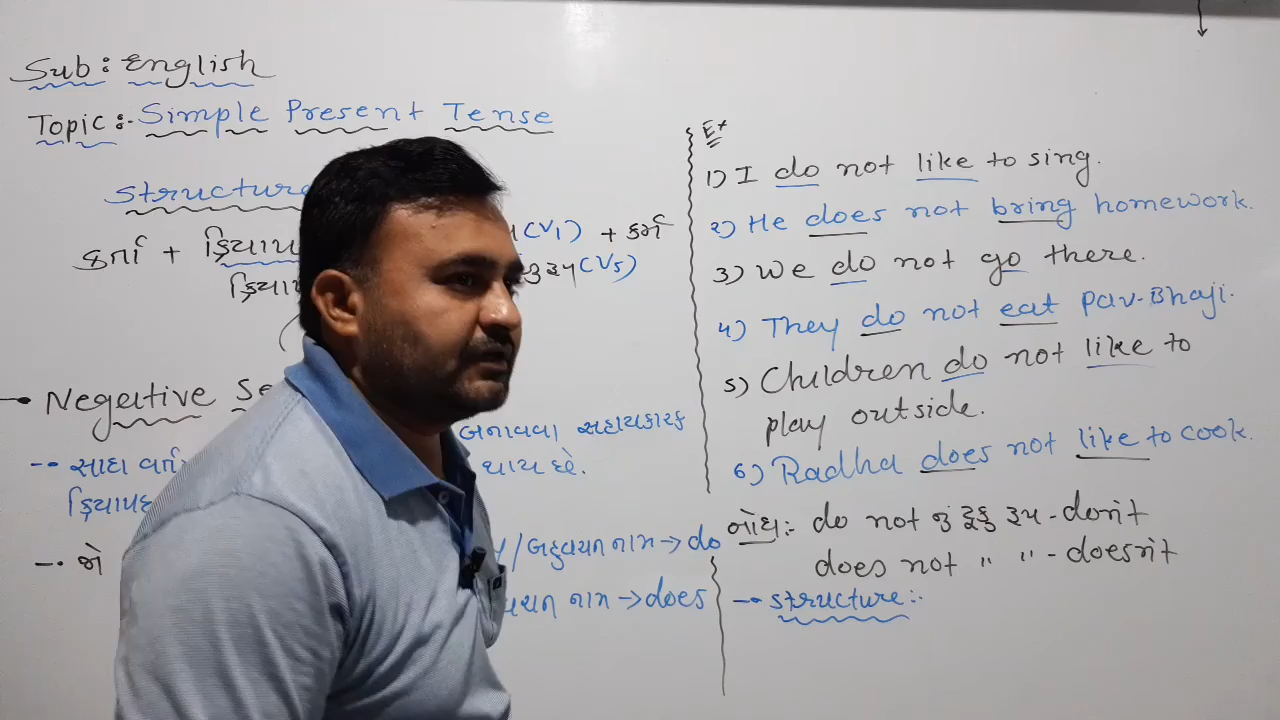 Sub: English
Topic:- Simple Present Tense
Structure
કર્તા + ક્રિયાપ (V1) + કર્મ
ક્રિયા રૂપ (V5)
Negative Se
-- સાદા વર્ત બનાવવા સહાયકારક
ક્રિયાપદ થાય છે.
-. જો /બહુવચન નામ → do
વચન નામ → does
Ex
1) I do not like to sing.
2) He does not bring homework.
3) We do not go there.
4) They do not eat Pav-Bhaji.
5) Children do not like to
play outside.
6) Radha does not like to cook.
નોંધ:- do not નું ટૂંકુ રૂપ - don't
does not " " - doesn't
-- structure:-